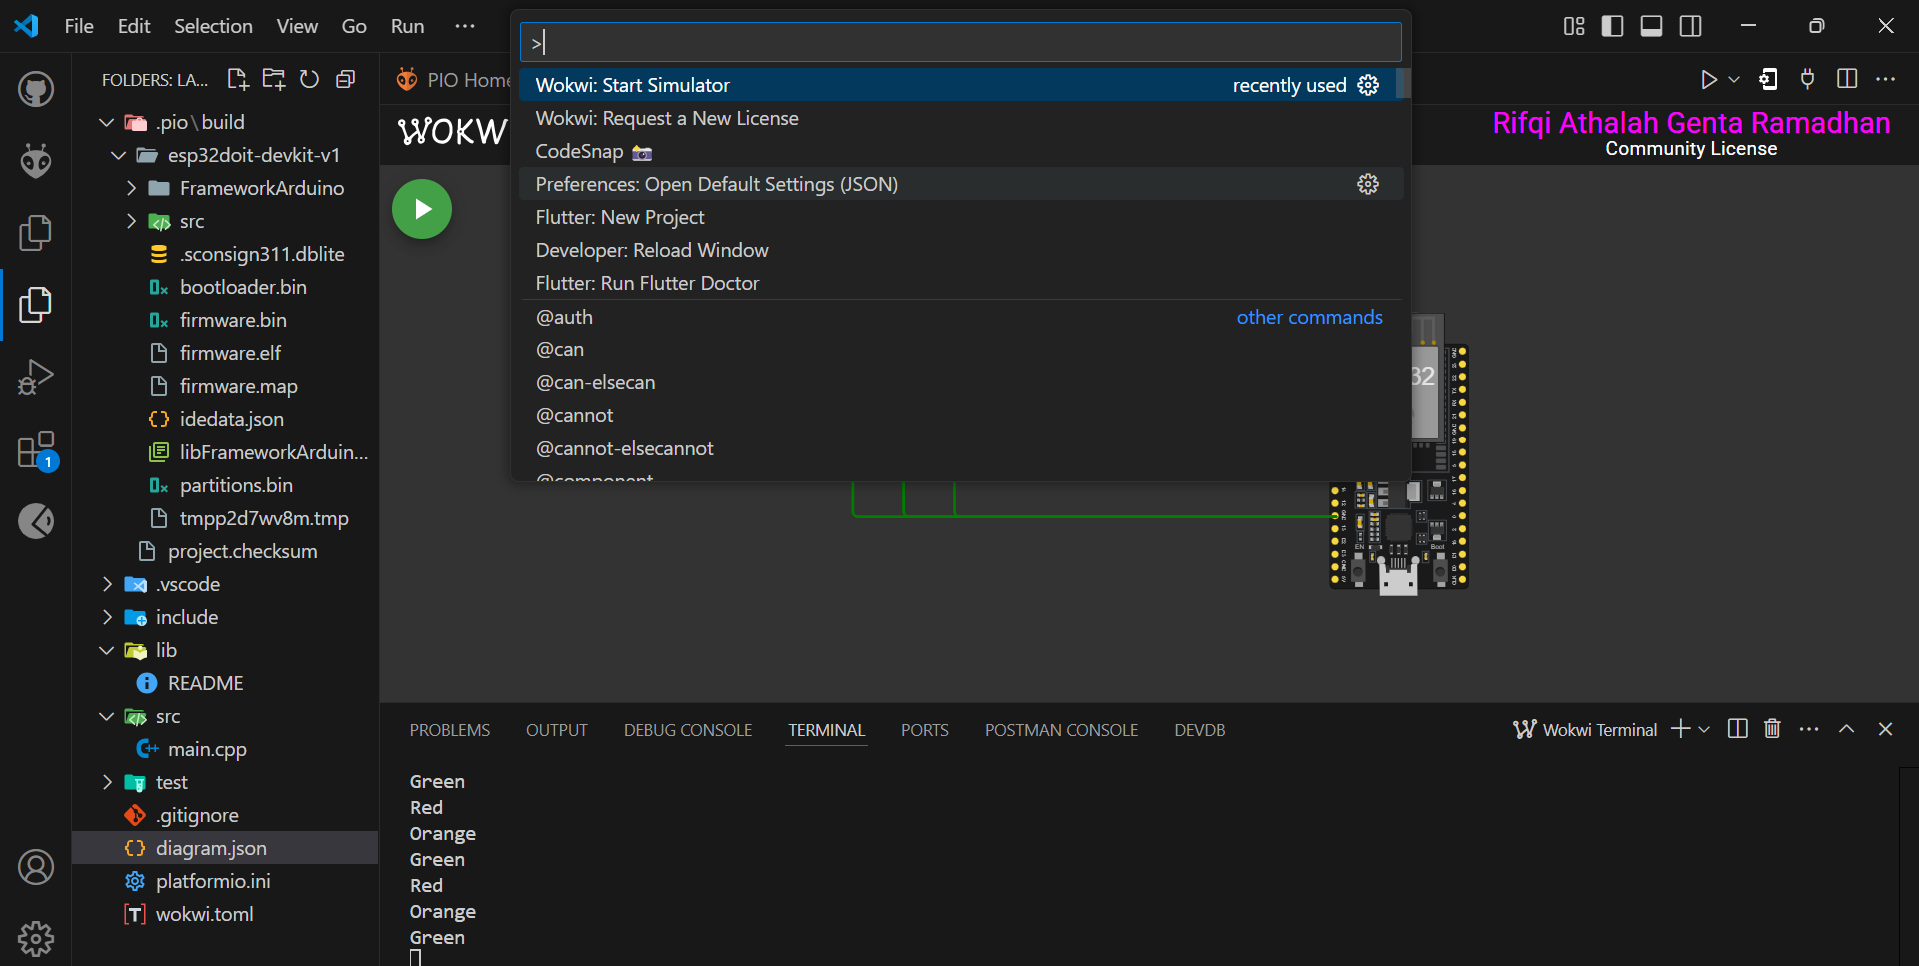 File Edit Selection View Go Run ...
>
FOLDERS: LA...
PIO Home
Wokwi: Start Simulator recently used
Wokwi: Request a New License
CodeSnap 📸
Preferences: Open Default Settings (JSON)
Flutter: New Project
Developer: Reload Window
Flutter: Run Flutter Doctor
@auth other commands
@can
@can-elsecan
@cannot
@cannot-elsecannot
@component
WOKW
Rifqi Athalah Genta Ramadhan
Community License
.pio\build
esp32doit-devkit-v1
FrameworkArduino
src
.sconsign311.dblite
bootloader.bin
firmware.bin
firmware.elf
firmware.map
idedata.json
libFrameworkArduin...
partitions.bin
tmpp2d7wv8m.tmp
project.checksum
.vscode
include
lib
README
src
main.cpp
test
.gitignore
diagram.json
platformio.ini
wokwi.toml
1
32
EN
Boot
PROBLEMS OUTPUT DEBUG CONSOLE TERMINAL PORTS POSTMAN CONSOLE DEVDB
Wokwi Terminal
Green
Red
Orange
Green
Red
Orange
Green